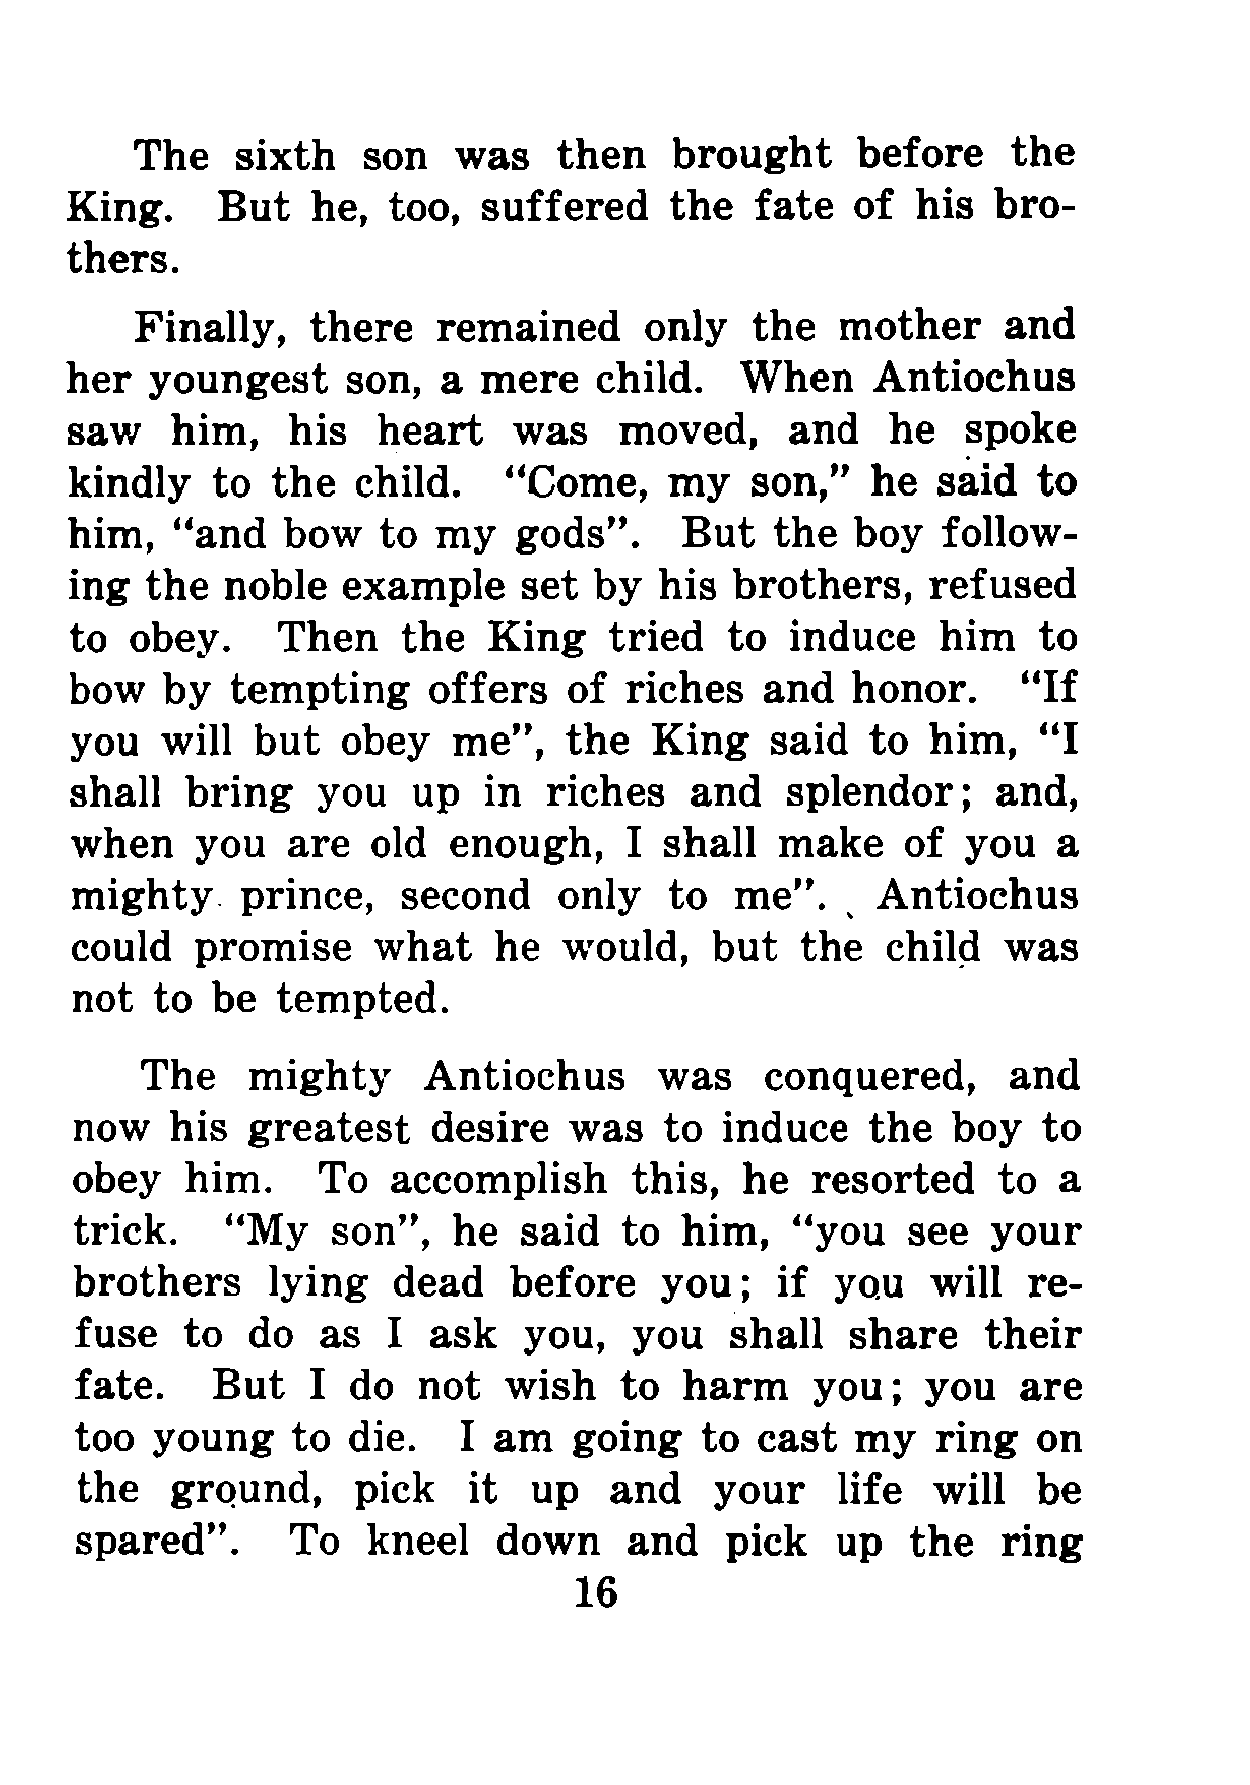 The sixth son was then brought before the
King. But he, too, suffered the fate of his bro-
thers.
Finally, there remained only the mother and
her youngest son, a mere child. When Antiochus
saw him, his heart was moved, and he spoke
kindly to the child. “Come, my son,” he said to
him, “and bow to my gods”. But the boy follow-
ing the noble example set by his brothers, refused
to obey. Then the King tried to induce him to
bow by tempting offers of riches and honor. “If
you will but obey me”, the King said to him, “I
shall bring you up in riches and splendor; and,
when you are old enough, I shall make of you a
mighty prince, second only to me”. Antiochus
could promise what he would, but the child was
not to be tempted.
The mighty Antiochus was conquered, and
now his greatest desire was to induce the boy to
obey him. To accomplish this, he resorted to a
trick. “My son”, he said to him, “you see your
brothers lying dead before you; if you will re-
fuse to do as I ask you, you shall share their
fate. But I do not wish to harm you; you are
too young to die. I am going to cast my ring on
the ground, pick it up and your life will be
spared”. To kneel down and pick up the ring
16